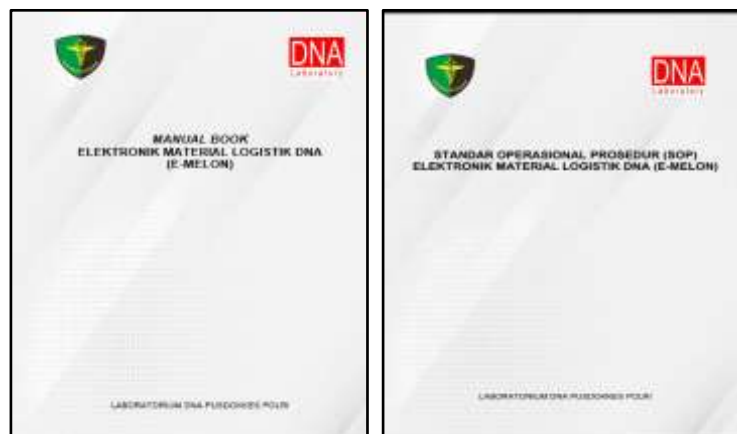 DNA
Laboratory
MANUAL BOOK
ELEKTRONIK MATERIAL LOGISTIK DNA
(E-MELON)
LABORATORIUM DNA PUSDOKKES POLRI
DNA
Laboratory
STANDAR OPERASIONAL PROSEDUR (SOP)
ELEKTRONIK MATERIAL LOGISTIK DNA (E-MELON)
LABORATORIUM DNA PUSDOKKES POLRI